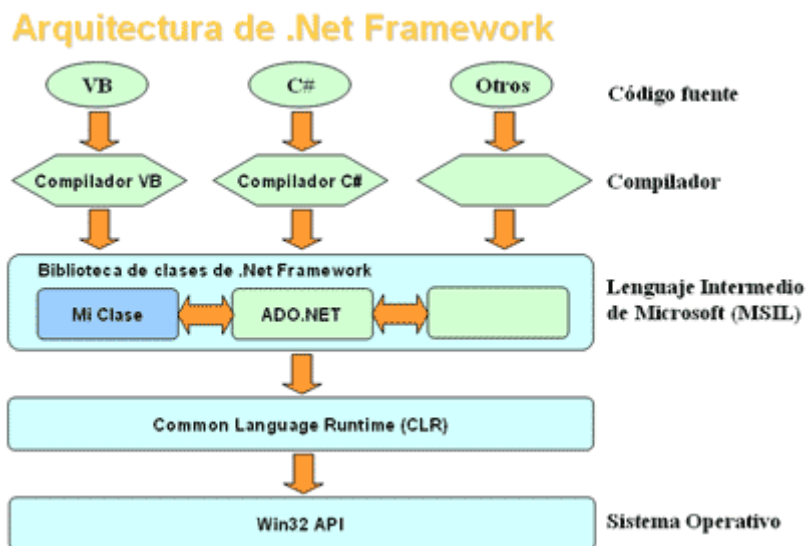 Arquitectura de .Net Framework
VB
C#
Otros
Código fuente
Compilador VB
Compilador C#
Compilador
Biblioteca de clases de .Net Framework
Mi Clase
ADO.NET
Lenguaje Intermedio
de Microsoft (MSIL)
Common Language Runtime (CLR)
Win32 API
Sistema Operativo